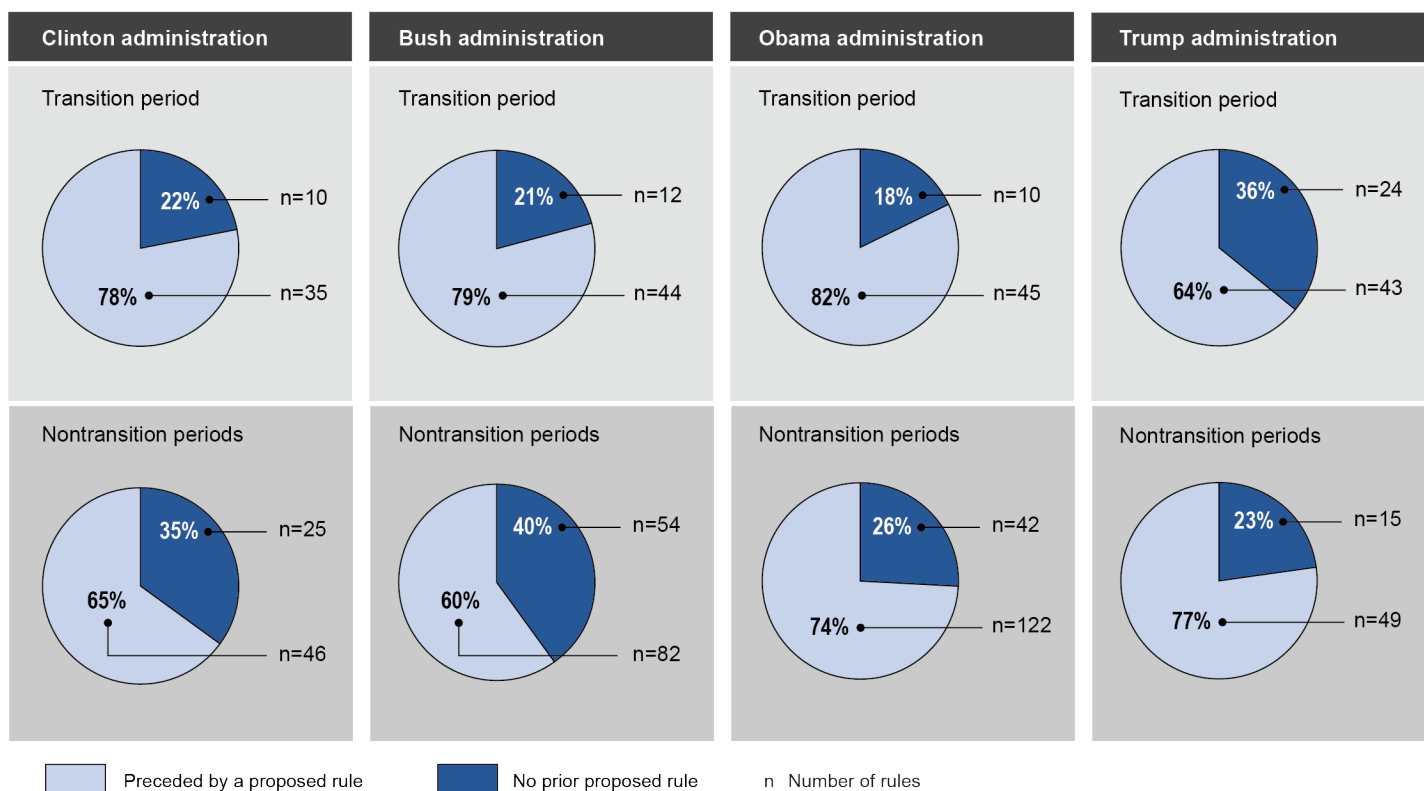 Clinton administration
Bush administration
Obama administration
Trump administration
Transition period
22%
n=10
78%
n=35
Transition period
21%
n=12
79%
n=44
Transition period
18%
n=10
82%
n=45
Transition period
36%
n=24
64%
n=43
Nontransition periods
35%
n=25
65%
n=46
Nontransition periods
40%
n=54
60%
n=82
Nontransition periods
26%
n=42
74%
n=122
Nontransition periods
23%
n=15
77%
n=49
Preceded by a proposed rule
No prior proposed rule
n Number of rules